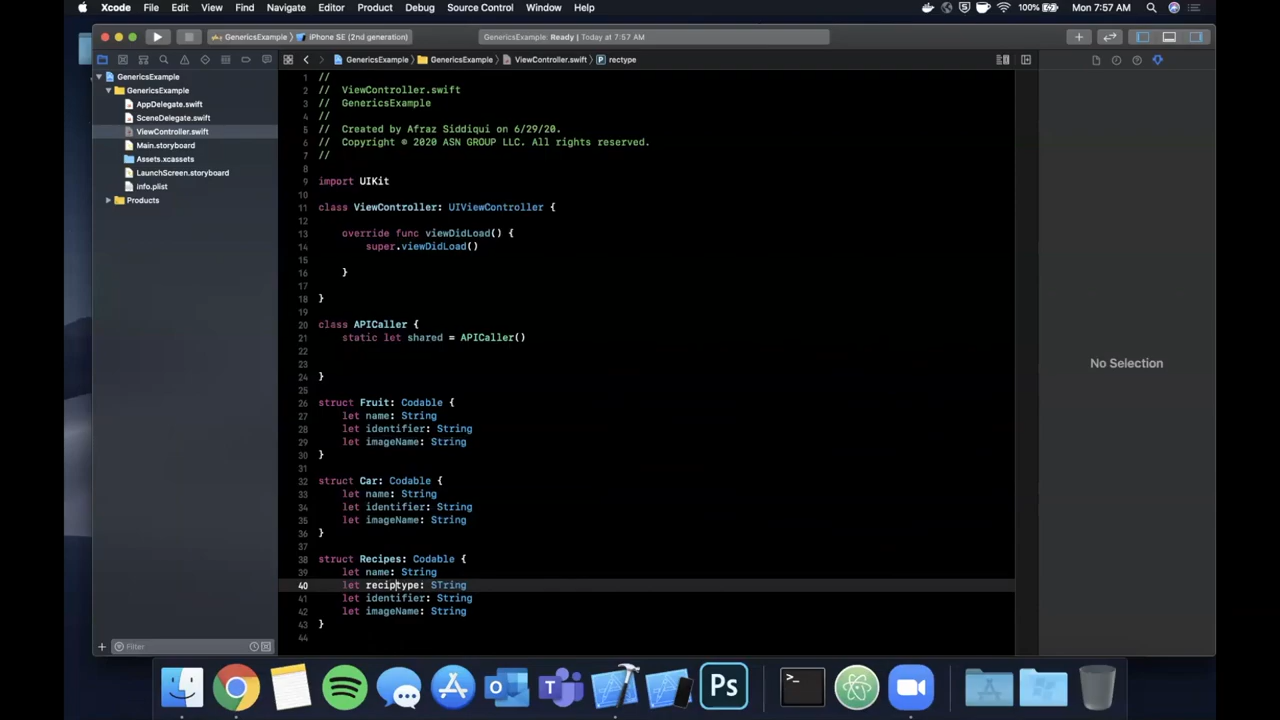 Xcode File Edit View Find Navigate Editor Product Debug Source Control Window Help 100% Mon 7:57 AM
GenericsExample iPhone SE (2nd generation) GenericsExample: Ready | Today at 7:57 AM
GenericsExample GenericsExample ViewController.swift rectype
GenericsExample
GenericsExample
AppDelegate.swift
SceneDelegate.swift
ViewController.swift
Main.storyboard
Assets.xcassets
LaunchScreen.storyboard
Info.plist
Products
1 //
2 // ViewController.swift
3 // GenericsExample
4 //
5 // Created by Afraz Siddiqui on 6/29/20.
6 // Copyright © 2020 ASN GROUP LLC. All rights reserved.
7 //
8
9 import UIKit
10
11 class ViewController: UIViewController {
12
13 override func viewDidLoad() {
14 super.viewDidLoad()
15
16 }
17
18 }
19
20 class APICaller {
21 static let shared = APICaller()
22
23
24 }
25
26 struct Fruit: Codable {
27 let name: String
28 let identifier: String
29 let imageName: String
30 }
31
32 struct Car: Codable {
33 let name: String
34 let identifier: String
35 let imageName: String
36 }
37
38 struct Recipes: Codable {
39 let name: String
40 let reciptype: STring
41 let identifier: String
42 let imageName: String
43 }
44
No Selection
Filter
Ps